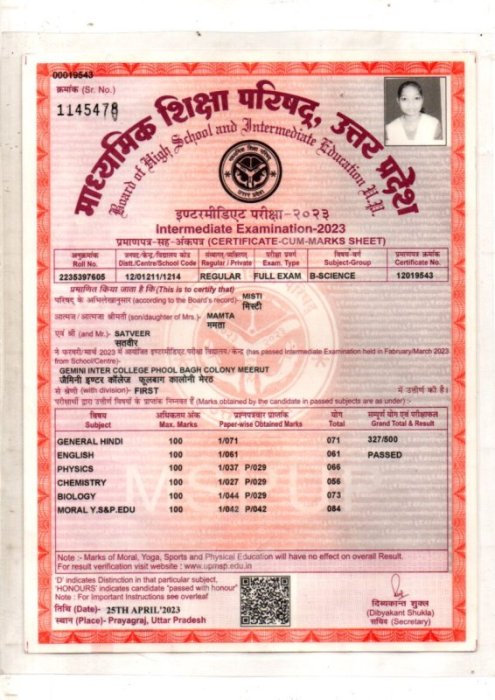 00019543
क्रमांक (Sr. No.)
1145478
माध्यमिक शिक्षा परिषद, उत्तर प्रदेश
Board of High School and Intermediate Education U.P.
इण्टरमीडिएट परीक्षा-२०२३
Intermediate Examination-2023
प्रमाणपत्र-सह-अंकपत्र (CERTIFICATE-CUM-MARKS SHEET)
अनुक्रमांक जनपद/केन्द्र/विद्यालय कोड संस्थागत/व्यक्तिगत परीक्षा प्रवर्ग विषय-वर्ग प्रमाणपत्र क्रमांक
Roll No. Distt./Centre/School Code Regular / Private Exam. Type Subject-Group Certificate No.
2235397605 12/01211/1214 REGULAR FULL EXAM B-SCIENCE 12019543
प्रमाणित किया जाता है कि(This is to certify that)
परिषद् के अभिलेखानुसार (according to the Board's record)- MISTI
मिस्टी
आत्मज / आत्मजा श्रीमती (son/daughter of Mrs.)- MAMTA
ममता
एवं श्री (and Mr.)- SATVEER
सतवीर
ने फरवरी/मार्च 2023 में आयोजित इण्टरमीडिएट परीक्षा विद्यालय/केन्द्र (has passed Intermediate Examination held in February/March 2023
from School/Centre)-
GEMINI INTER COLLEGE PHOOL BAGH COLONY MEERUT
जैमिनी इण्टर कॉलेज फूलबाग कालोनी मेरठ
से श्रेणी (with division)- FIRST में उत्तीर्ण की है।
परीक्षार्थी द्वारा उत्तीर्ण विषयों के प्राप्तांक निम्नवत हैं (Marks obtained by the candidate in passed subjects are as under) :-
विषय अधिकतम अंक प्रश्नपत्रवार प्राप्तांक योग सम्पूर्ण योग एवं परीक्षाफल
Subject Max. Marks Paper-wise Obtained Marks Total Grand Total & Result
GENERAL HINDI 100 1/071 071 327/500
ENGLISH 100 1/061 061 PASSED
PHYSICS 100 1/037 P/029 066
CHEMISTRY 100 1/027 P/029 056
BIOLOGY 100 1/044 P/029 073
MORAL Y.S&P.EDU 100 1/042 P/042 084
Note :- Marks of Moral, Yoga, Sports and Physical Education will have no effect on overall Result.
For result verification visit website : www.upmsp.edu.in
'D' indicates Distinction in that particular subject,
'HONOURS' indicates candidate "passed with honour"
Note : For Important Instructions see overleaf
तिथि (Date)- 25TH APRIL'2023
स्थान (Place)- Prayagraj, Uttar Pradesh
दिव्यकान्त शुक्ल
(Dibyakant Shukla)
सचिव (Secretary)